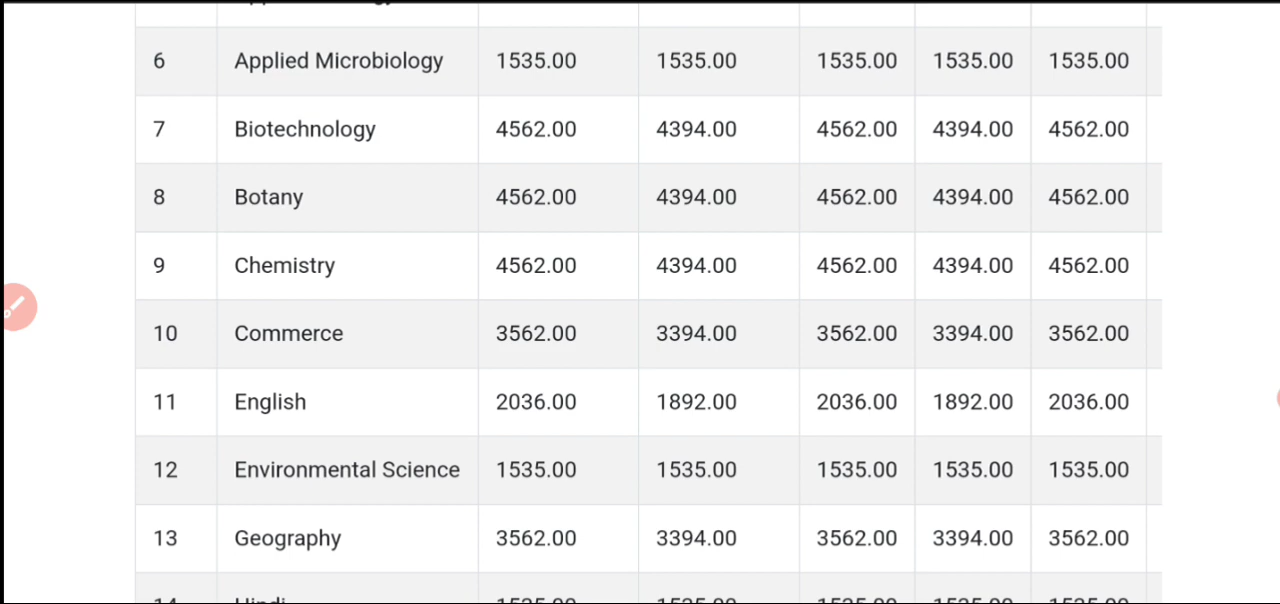 6 Applied Microbiology 1535.00 1535.00 1535.00 1535.00 1535.00
7 Biotechnology 4562.00 4394.00 4562.00 4394.00 4562.00
8 Botany 4562.00 4394.00 4562.00 4394.00 4562.00
9 Chemistry 4562.00 4394.00 4562.00 4394.00 4562.00
10 Commerce 3562.00 3394.00 3562.00 3394.00 3562.00
11 English 2036.00 1892.00 2036.00 1892.00 2036.00
12 Environmental Science 1535.00 1535.00 1535.00 1535.00 1535.00
13 Geography 3562.00 3394.00 3562.00 3394.00 3562.00
14 Hindi 1535.00 1535.00 1535.00 1535.00 1535.00